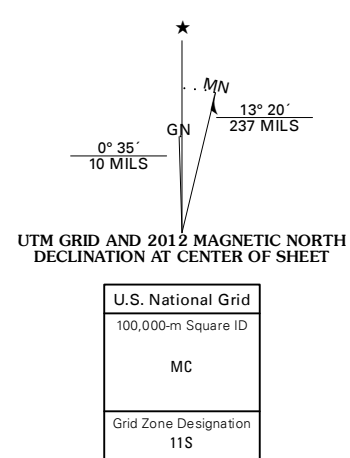 ★
MN
GN
13° 20´
237 MILS
0° 35´
10 MILS
UTM GRID AND 2012 MAGNETIC NORTH
DECLINATION AT CENTER OF SHEET
U.S. National Grid
100,000-m Square ID
MC
Grid Zone Designation
11S